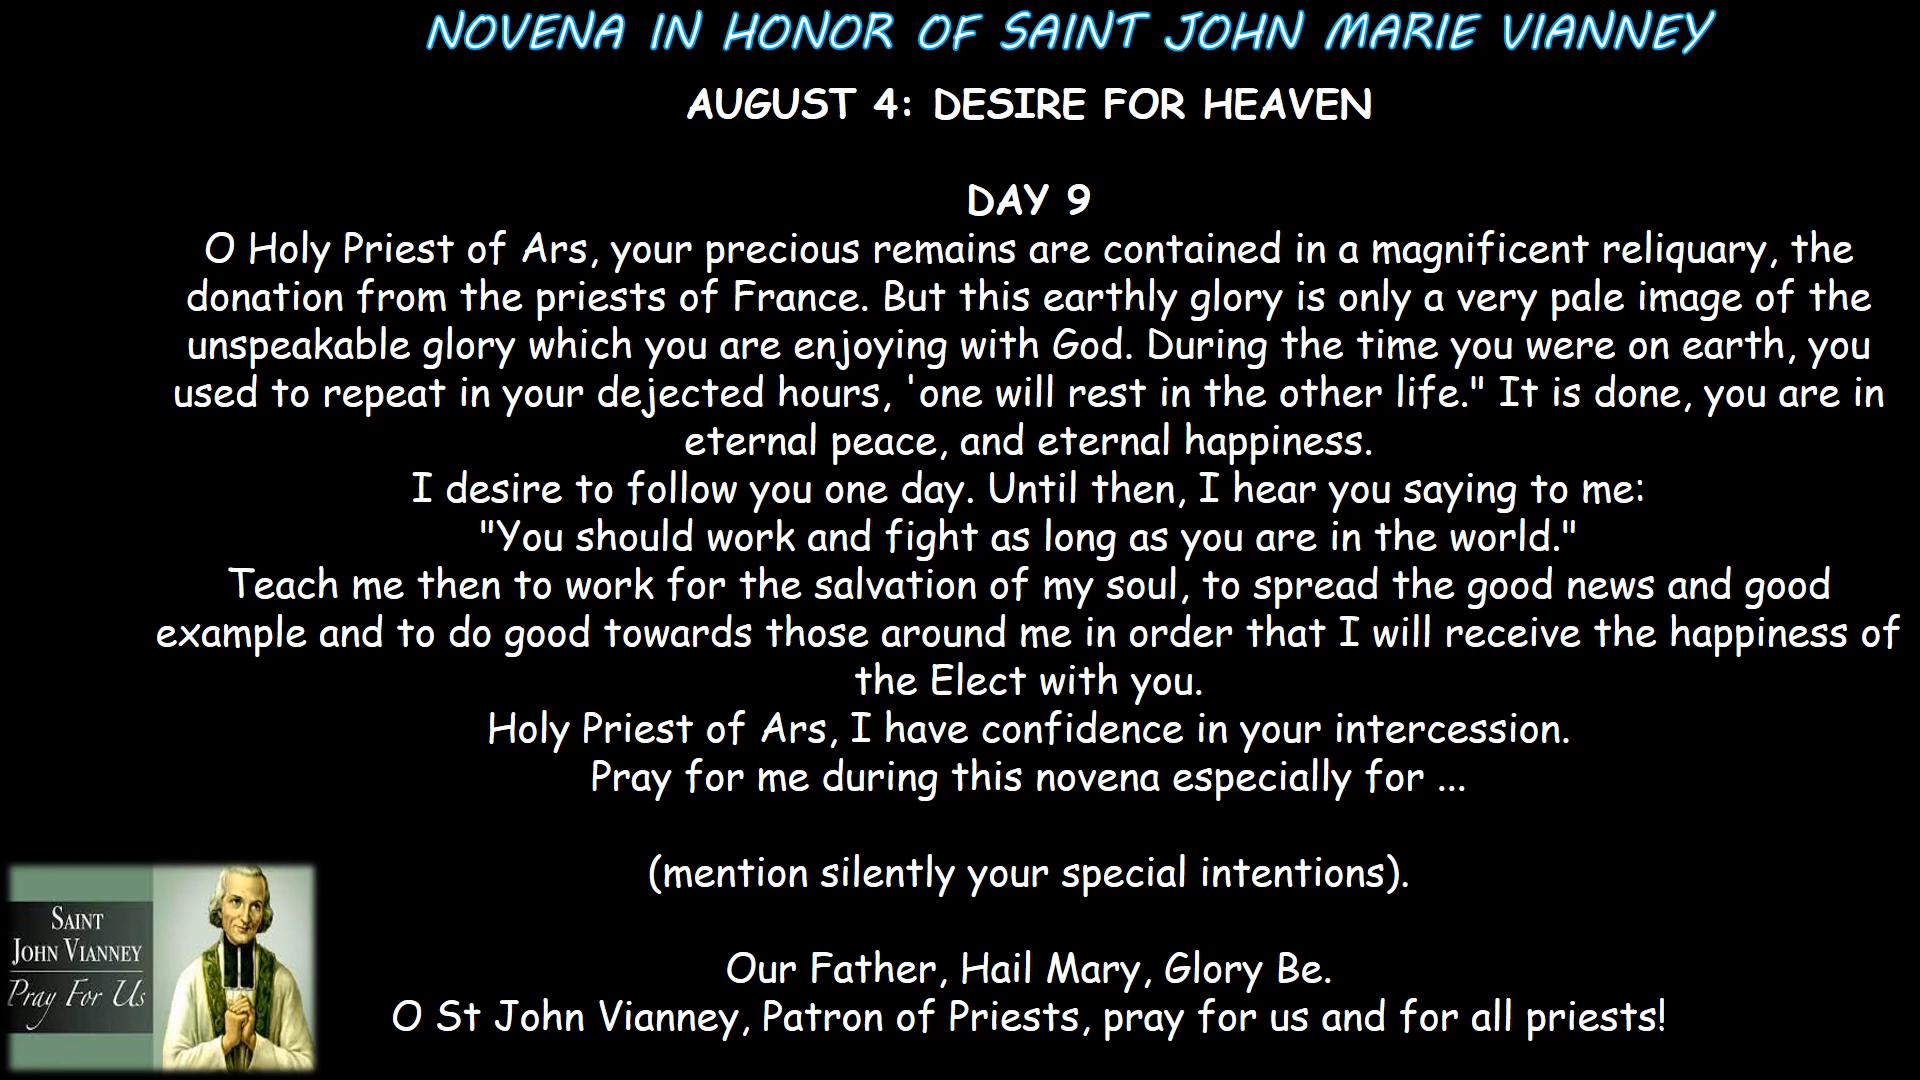 NOVENA IN HONOR OF SAINT JOHN MARIE VIANNEY
AUGUST 4: DESIRE FOR HEAVEN
DAY 9
O Holy Priest of Ars, your precious remains are contained in a magnificent reliquary, the
donation from the priests of France. But this earthly glory is only a very pale image of the
unspeakable glory which you are enjoying with God. During the time you were on earth, you
used to repeat in your dejected hours, 'one will rest in the other life." It is done, you are in
eternal peace, and eternal happiness.
I desire to follow you one day. Until then, I hear you saying to me:
"You should work and fight as long as you are in the world."
Teach me then to work for the salvation of my soul, to spread the good news and good
example and to do good towards those around me in order that I will receive the happiness of
the Elect with you.
Holy Priest of Ars, I have confidence in your intercession.
Pray for me during this novena especially for ...
(mention silently your special intentions).
Our Father, Hail Mary, Glory Be.
O St John Vianney, Patron of Priests, pray for us and for all priests!
SAINT
JOHN VIANNEY
Pray For Us